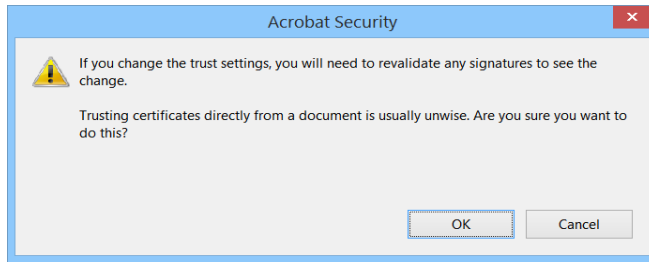 Acrobat Security
If you change the trust settings, you will need to revalidate any signatures to see the
change.
Trusting certificates directly from a document is usually unwise. Are you sure you want to
do this?
OK
Cancel